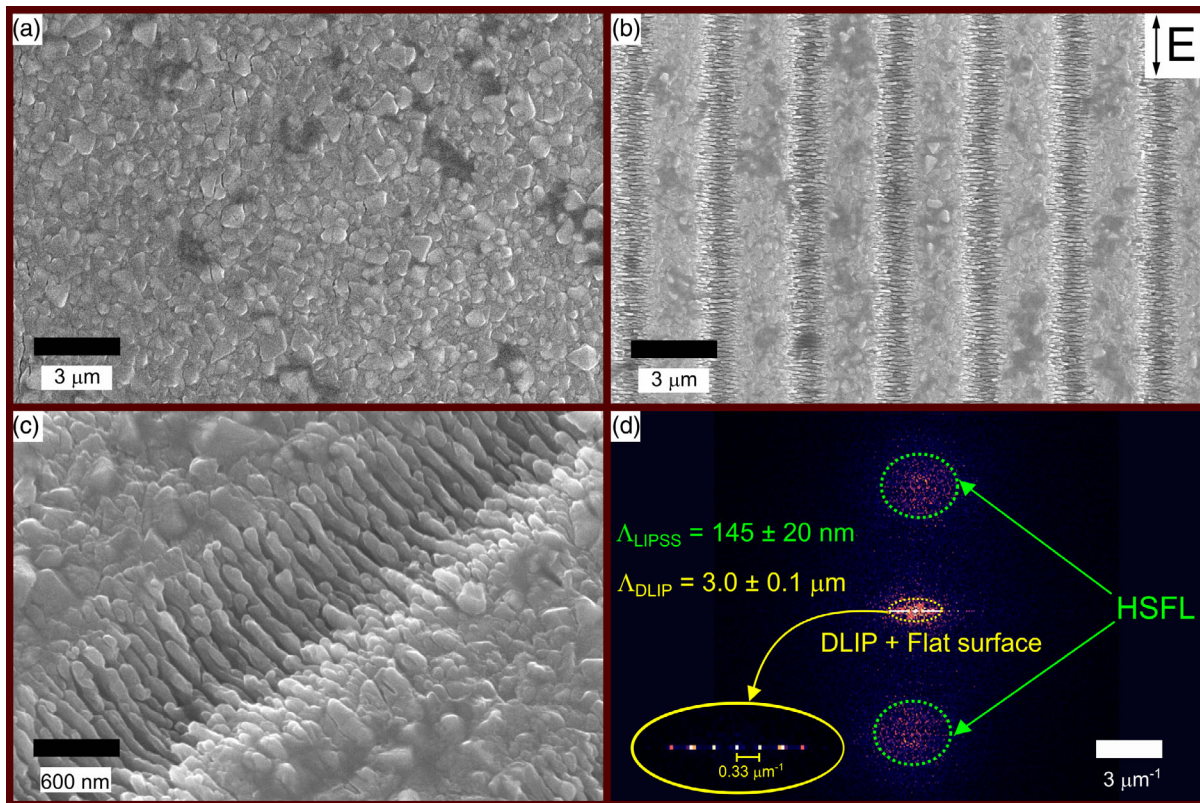 (a)
3 μm
(b)
E
3 μm
(c)
600 nm
(d)
Λ_LIPSS = 145 ± 20 nm
Λ_DLIP = 3.0 ± 0.1 μm
HSFL
DLIP + Flat surface
0.33 μm⁻¹
3 μm⁻¹